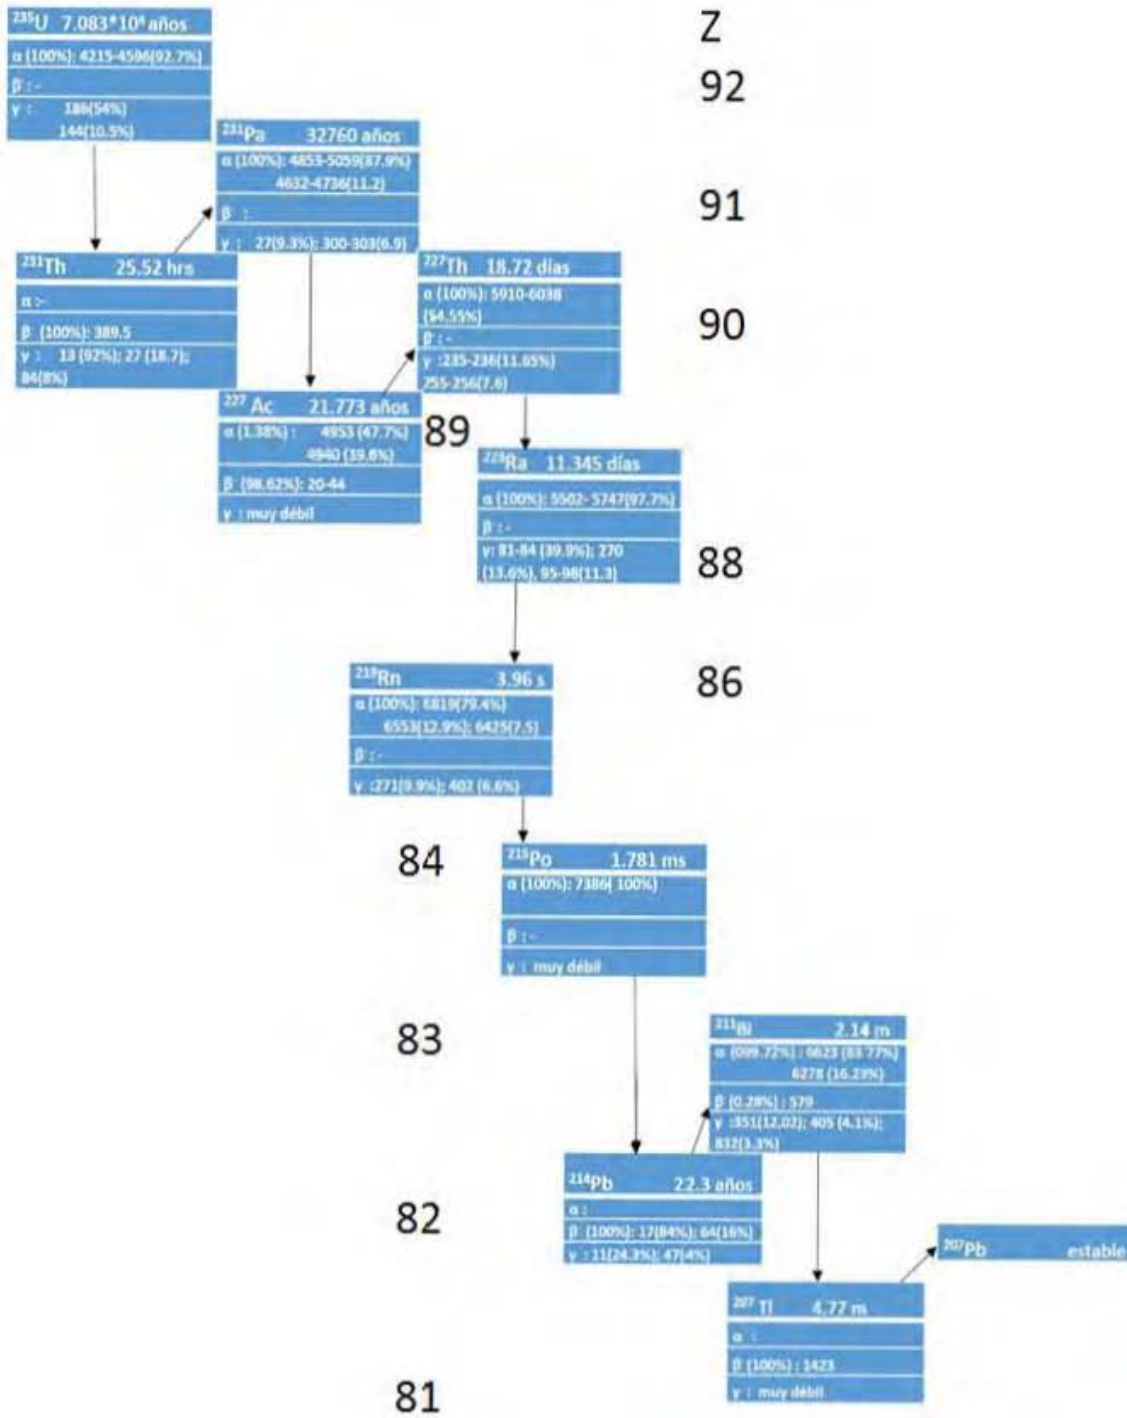 ²³⁵U 7.083*10⁸ años
α (100%): 4215-4596(92.7%)
β⁻: -
γ : 186(54%)
144(10.5%)
Z
92
²³¹Pa 32760 años
α (100%): 4853-5059(87.9%)
4632-4736(11.2)
β :
γ : 27(9.3%); 300-303(6.9)
91
²³¹Th 25.52 hrs
α :-
β (100%): 389.5
γ : 13 (92%); 27 (18.7);
84(8%)
²²⁷Th 18.72 días
α (100%): 5910-6038
(54.55%)
β⁻: -
γ :235-236(11.65%)
255-256(7.6)
90
²²⁷Ac 21.773 años
α (1.38%) : 4953 (47.7%)
4940 (39.6%)
β⁻ (98.62%): 20-44
γ : muy débil
89
Ra 11.345 días
α (100%): 5502- 5747(97.7%)
β⁻: -
γ: 81-84 (39.9%); 270
(13.6%), 95-98(11.3)
88
²¹⁹Rn 3.96 s
α (100%): 6819(79.4%)
6553(12.9%); 6425(7.5)
β⁻: -
γ :271(9.9%); 402 (6.6%)
86
84
²¹⁵Po 1.781 ms
α (100%): 7386( 100%)
β : -
γ : muy débil
83
²¹¹Bi 2.14 m
α (099.72%) : 6623 (83.77%)
6278 (16.23%)
β (0.28%) : 579
γ :351(12.02); 405 (4.1%);
832(3.3%)
²¹⁴Pb 22.3 años
α :
β (100%): 17(84%); 64(16%)
γ : 11(24.3%); 47(4%)
82
²⁰⁷Pb estable
²⁰⁷Tl 4.77 m
α :
β (100%) : 1423
γ : muy débil
81